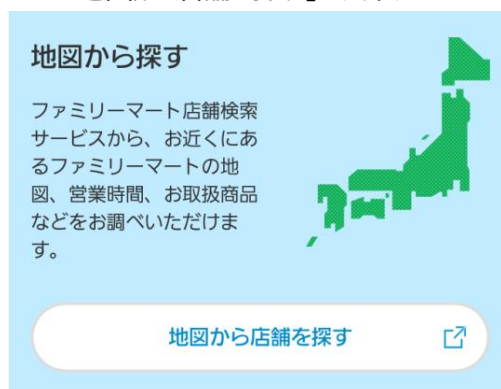 地図から探す
ファミリーマート店舗検索
サービスから、お近くにあ
るファミリーマートの地
図、営業時間、お取扱商品
などをお調べいただけま
す。
地図から店舗を探す